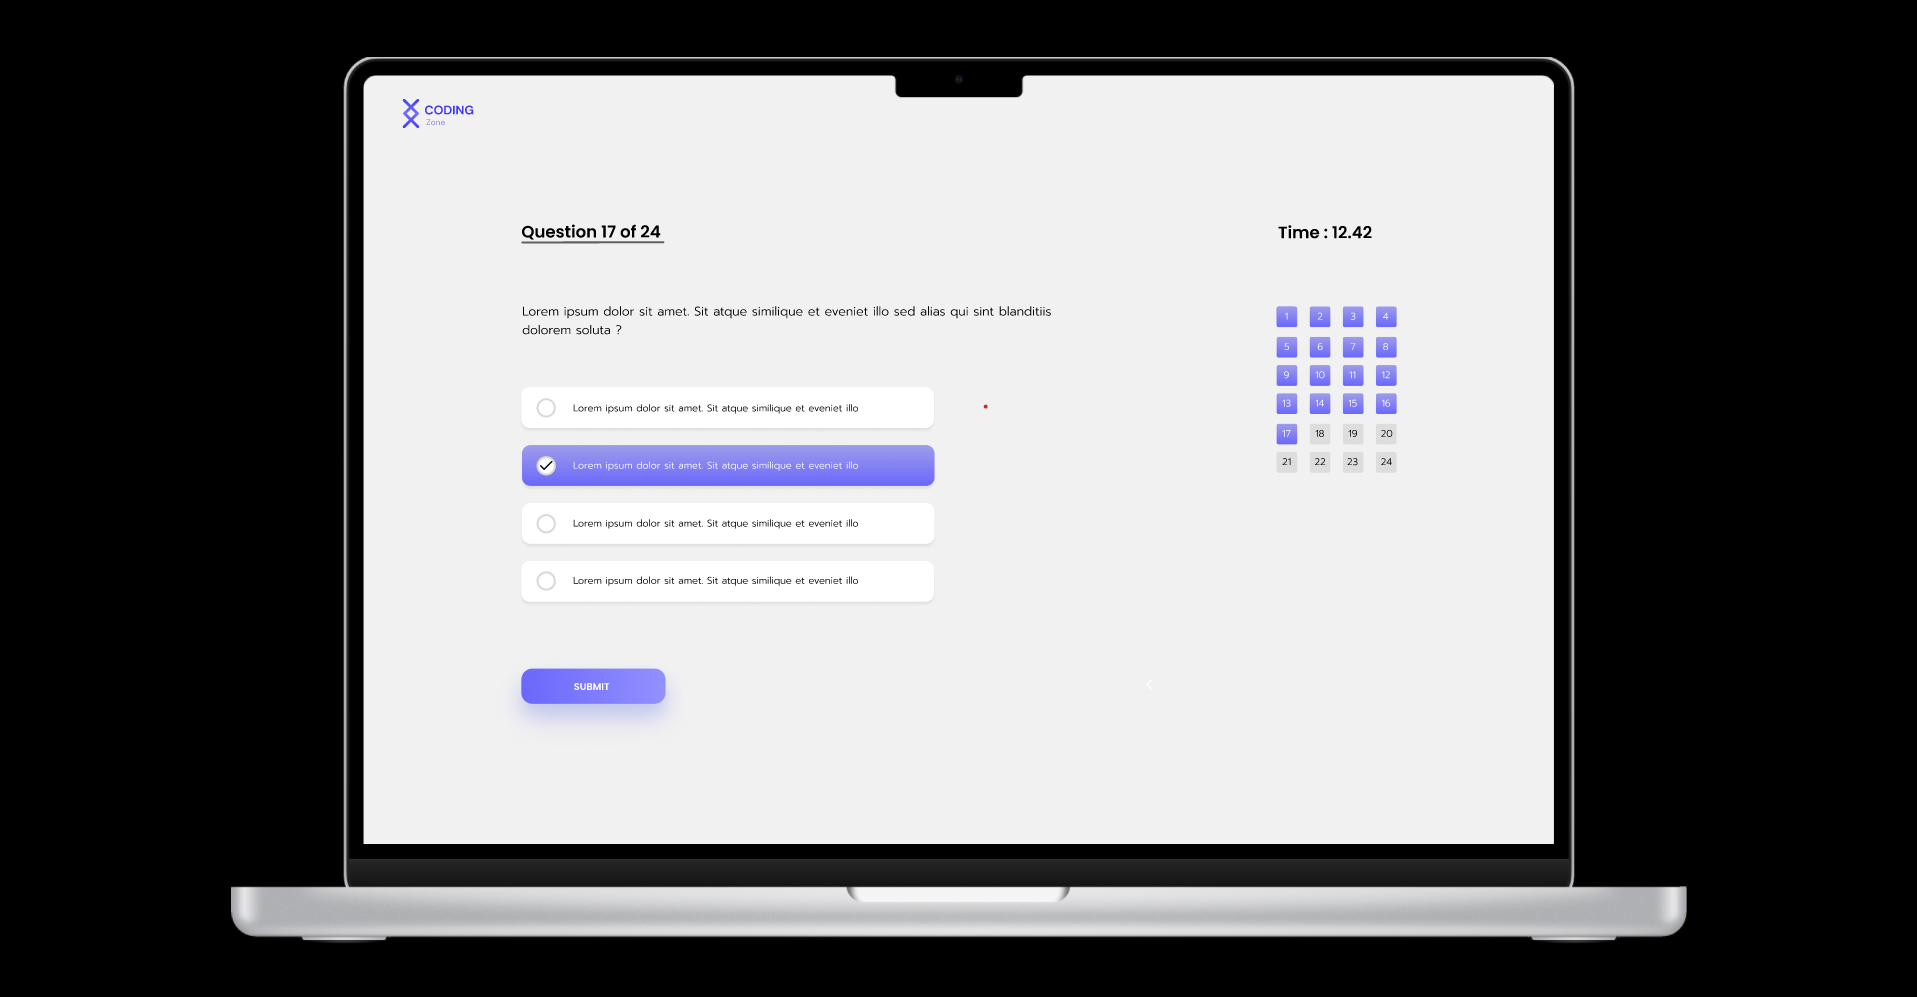 CODING
Zone
Question 17 of 24
Time : 12.42
Lorem ipsum dolor sit amet. Sit atque similique et eveniet illo sed alias qui sint blanditiis
dolorem soluta ?
Lorem ipsum dolor sit amet. Sit atque similique et eveniet illo
Lorem ipsum dolor sit amet. Sit atque similique et eveniet illo
Lorem ipsum dolor sit amet. Sit atque similique et eveniet illo
Lorem ipsum dolor sit amet. Sit atque similique et eveniet illo
SUBMIT
1 2 3 4
5 6 7 8
9 10 11 12
13 14 15 16
17 18 19 20
21 22 23 24